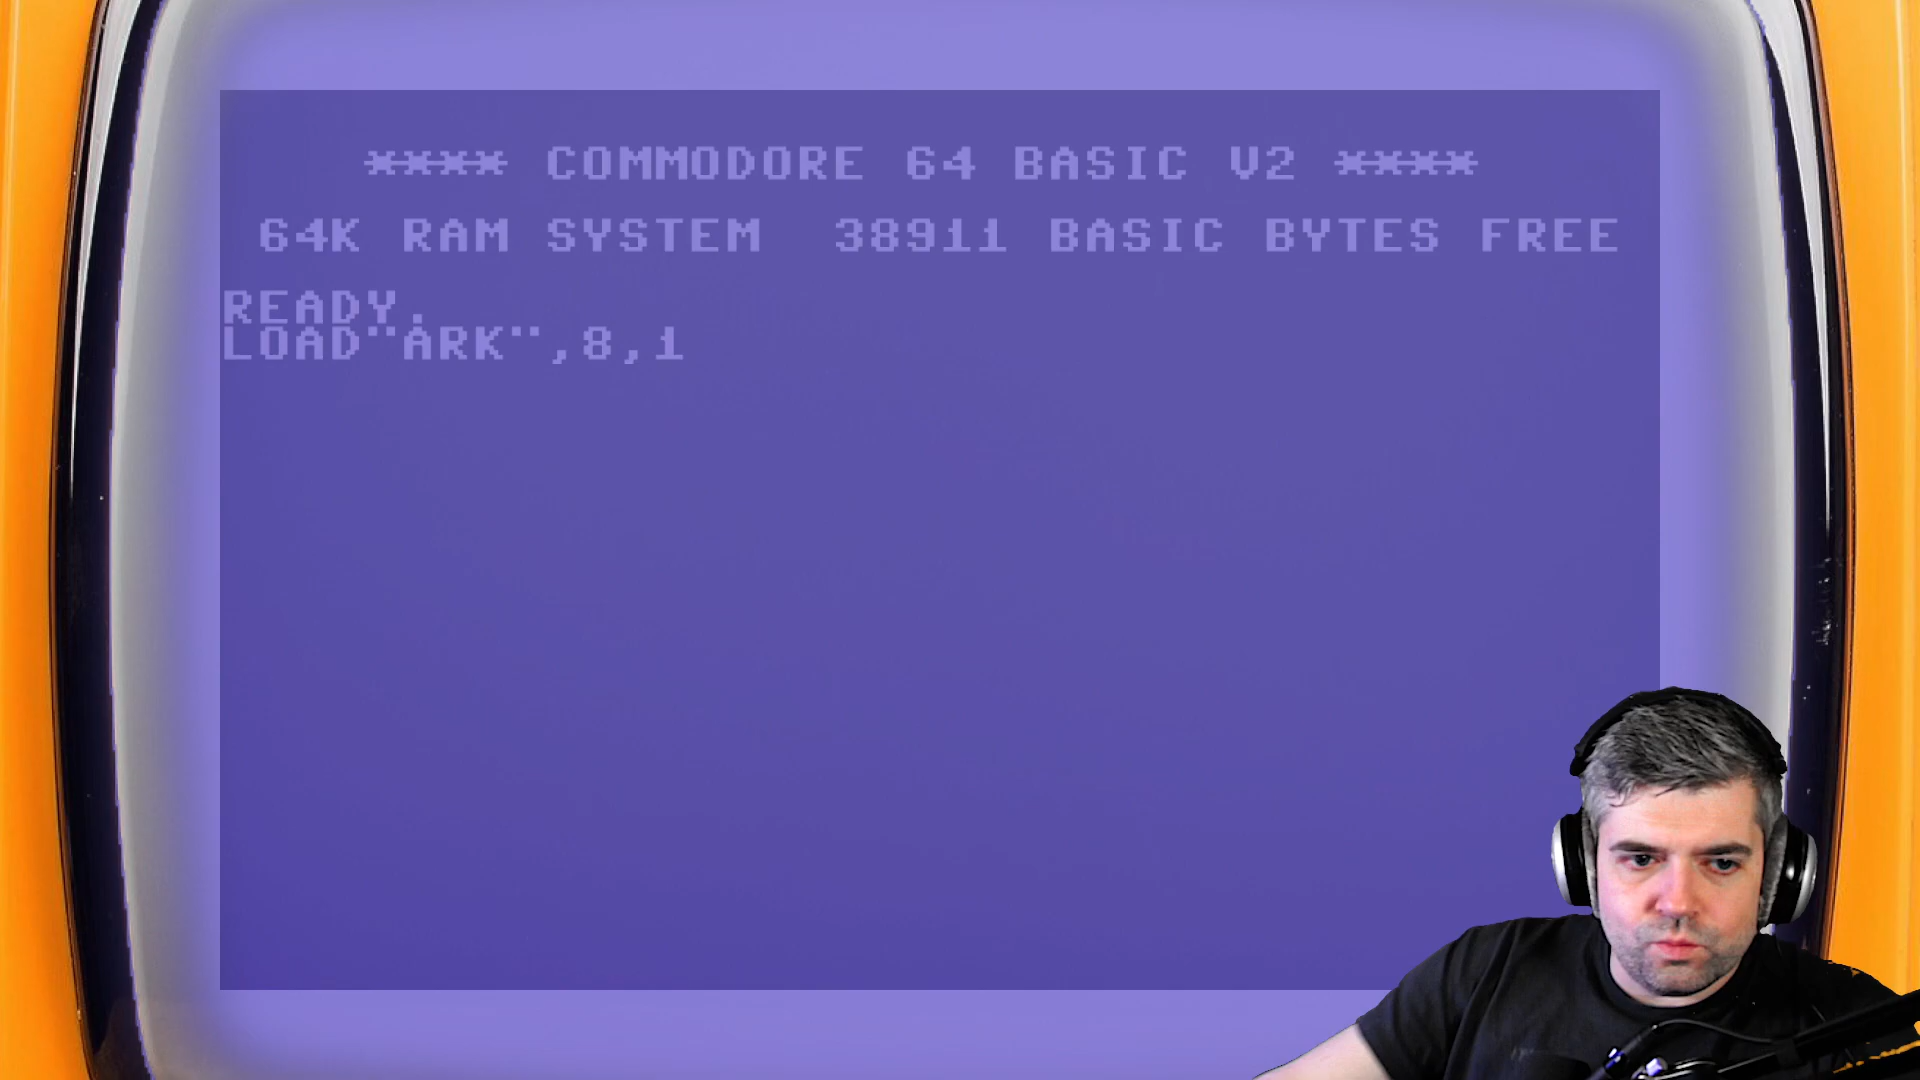 **** COMMODORE 64 BASIC V2 ****
64K RAM SYSTEM  38911 BASIC BYTES FREE
READY.
LOAD"ARK",8,1